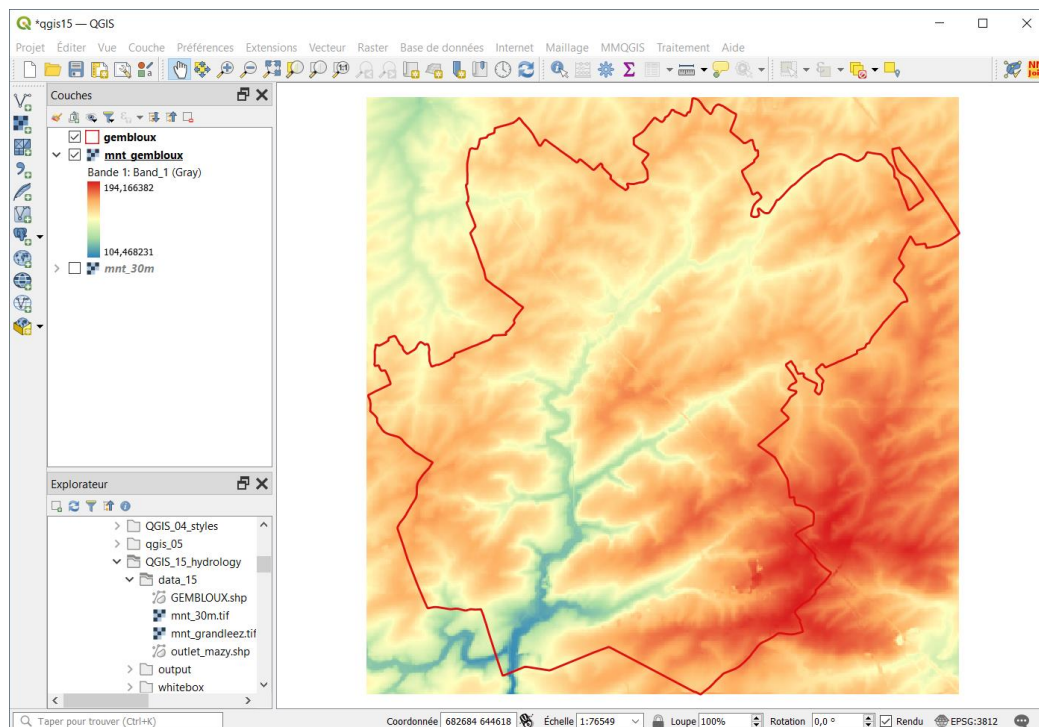 *qgis15 — QGIS
Projet Éditer Vue Couche Préférences Extensions Vecteur Raster Base de données Internet Maillage MMQGIS Traitement Aide
Couches
gembloux
mnt_gembloux
Bande 1: Band_1 (Gray)
194,166382
104,468231
mnt_30m
Explorateur
QGIS_04_styles
qgis_05
QGIS_15_hydrology
data_15
GEMBLOUX.shp
mnt_30m.tif
mnt_grandleez.tif
outlet_mazy.shp
output
whitebox
Taper pour trouver (Ctrl+K) Coordonnée 682684 644618 Échelle 1:76549 Loupe 100% Rotation 0,0 ° Rendu EPSG:3812